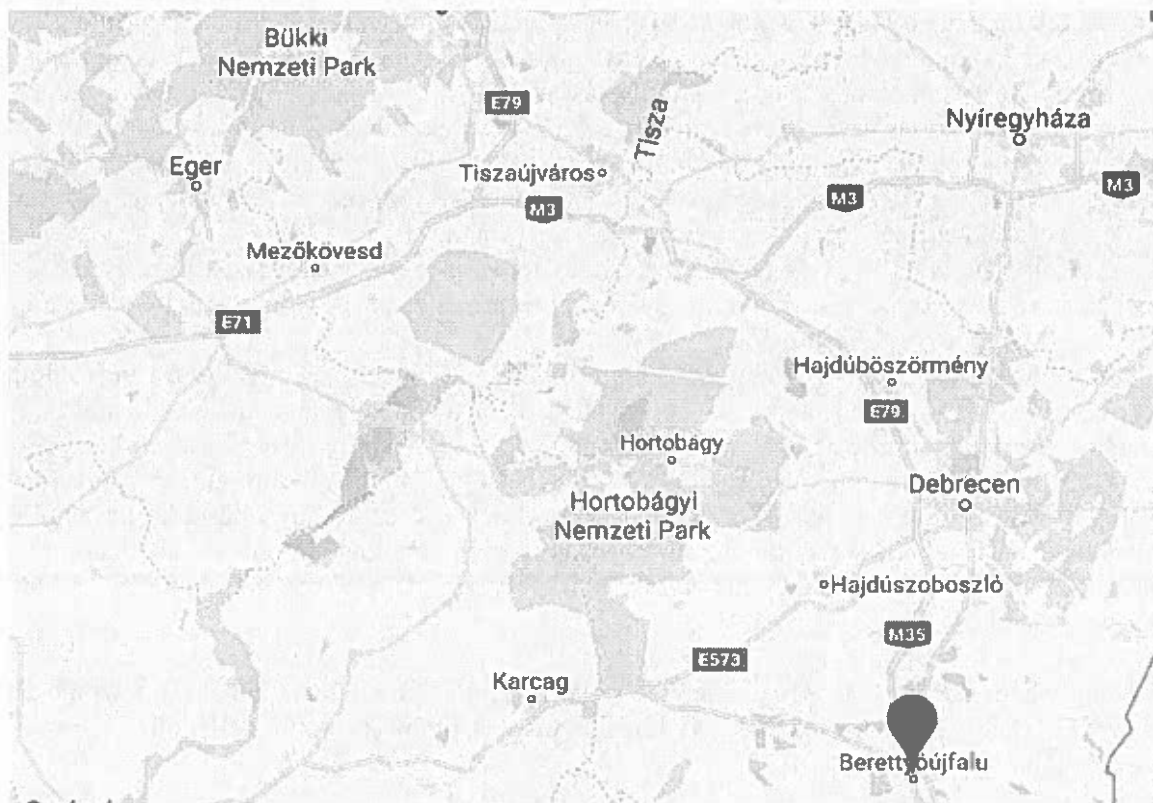 Bükki
Nemzeti Park
E79
Tisza
Nyíregyháza
Eger
Tiszaújváros
M3
M3
M3
Mezőkövesd
E71
Hajdúböszörmény
E79
Hortobágy
Debrecen
Hortobágyi
Nemzeti Park
Hajdúszoboszló
M35
E573
Karcag
Berettyóújfalu